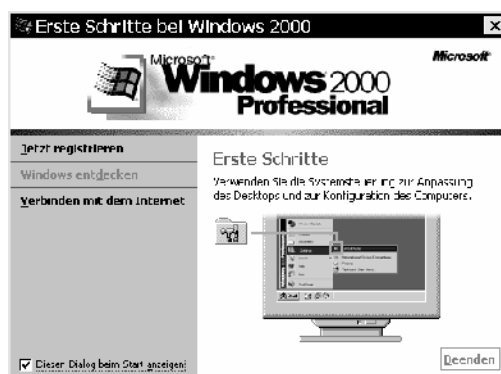 Erste Schritte bei Windows 2000
Microsoft
Microsoft
Windows 2000
Professional
Jetzt registrieren
Windows entdecken
Verbinden mit dem Internet
Erste Schritte
Verwenden Sie die Systemsteuerung zur Anpassung
des Desktops und zur Konfiguration des Computers.
Start
Dieser Dialog beim Start anzeigen!
Beenden